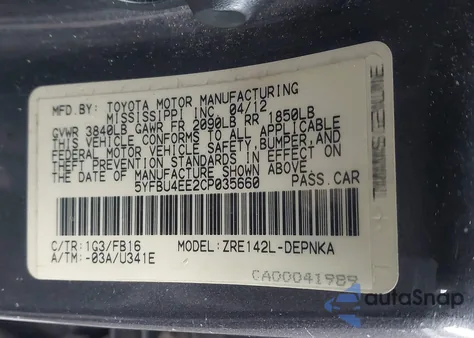 MFD.BY: TOYOTA MOTOR MANUFACTURING
MISSISSIPPI INC 04/12
GVWR 3840LB GAWR FR 2090LB RR 1850LB
THIS VEHICLE CONFORMS TO ALL APPLICABLE
FEDERAL MOTOR VEHICLE SAFETY, BUMPER, AND
THEFT PREVENTION STANDARDS IN EFFECT ON
THE DATE OF MANUFACTURE SHOWN ABOVE.
5YFBU4EE2CP035660 PASS.CAR
C/TR:1G3/FB16 MODEL:ZRE142L-DEPNKA
A/TM:-03A/U341E
CA00041989
autoSnap